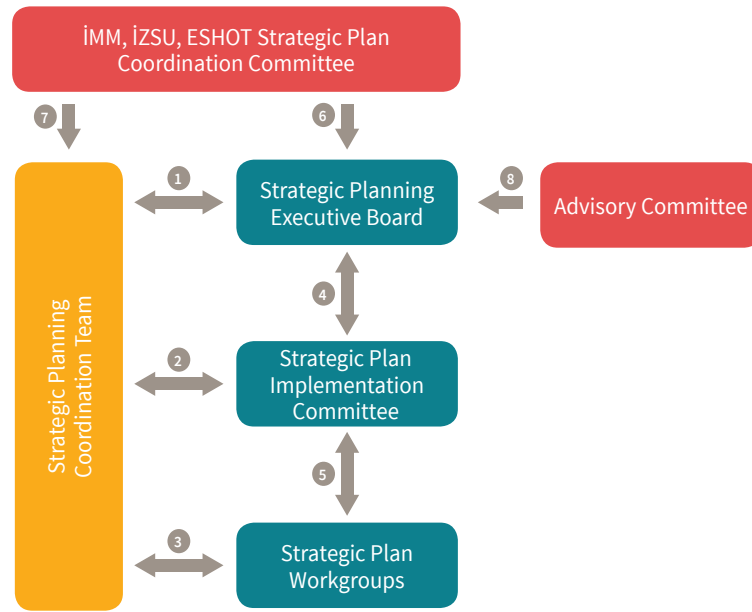 İMM, İZSU, ESHOT Strategic Plan
Coordination Committee
7
6
1
Strategic Planning
Executive Board
8
Advisory Committee
4
Strategic Planning
Coordination Team
2
Strategic Plan
Implementation
Committee
5
3
Strategic Plan
Workgroups